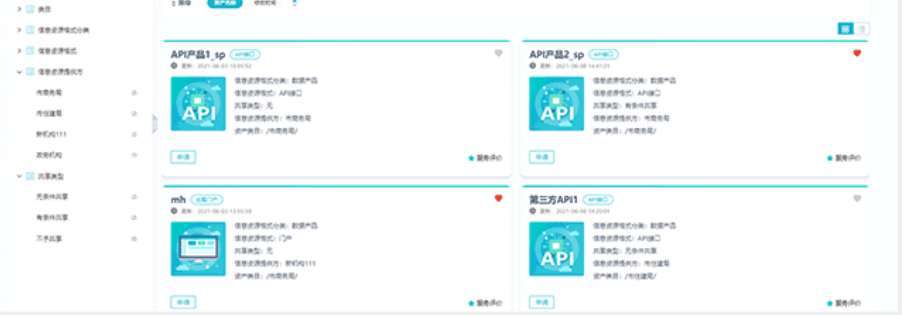 类目
信息资源格式分类
信息资源格式
信息资源提供方
市商务局
市住建局
新机构111
政务机构
共享类型
无条件共享
有条件共享
不予共享
资产名称
API产品1_sp API接口
更新: 2021-06-03
信息资源格式分类: 数据产品
信息资源格式: API接口
共享类型: 无
信息资源提供方: 市商务局
资产类目: /市商务局/
API
申请
服务评价
API产品2_sp API接口
更新: 2021-06-08 14:41:21
信息资源格式分类: 数据产品
信息资源格式: API接口
共享类型: 有条件共享
信息资源提供方: 市商务局
资产类目: /市商务局/
API
申请
服务评价
mh 主题门户
更新: 2021-06-03
信息资源格式分类: 数据产品
信息资源格式: 门户
共享类型: 无
信息资源提供方: 新机构111
资产类目: /市商务局/
申请
服务评价
第三方API1 API接口
更新: 2021-06-08
信息资源格式分类: 数据产品
信息资源格式: API接口
共享类型: 无条件共享
信息资源提供方: 市住建局
资产类目: /市住建局/
API
申请
服务评价